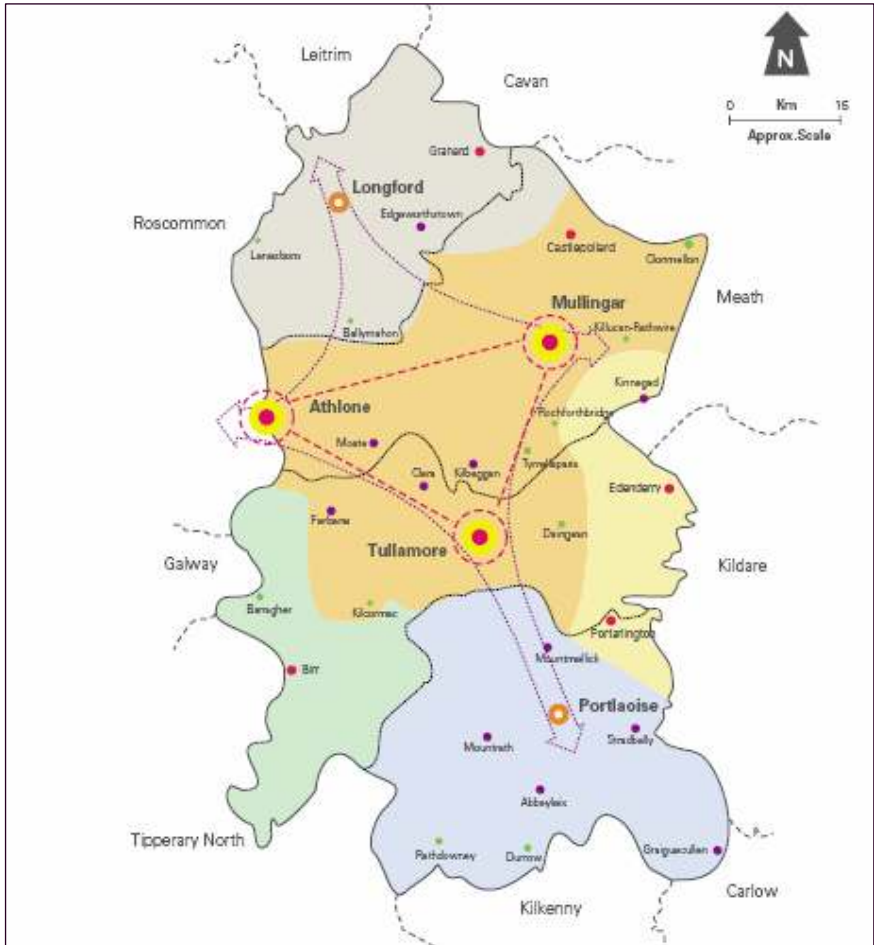 Leitrim
Cavan
N
0 Km 15
Approx.Scale
Granard
Longford
Edgeworthstown
Roscommon
Lanesboro
Castlepollard
Clonmellon
Mullingar
Meath
Ballymahon
Killucan-Rathwire
Kinnegad
Athlone
Rochfortbridge
Moate
Kilbeggan
Tyrrellspass
Clara
Edenderry
Ferbane
Daingean
Tullamore
Galway
Kildare
Banagher
Kilcormac
Portarlington
Mountmellick
Birr
Portlaoise
Stradbally
Mountrath
Abbeyleix
Tipperary North
Rathdowney
Durrow
Graiguecullen
Carlow
Kilkenny